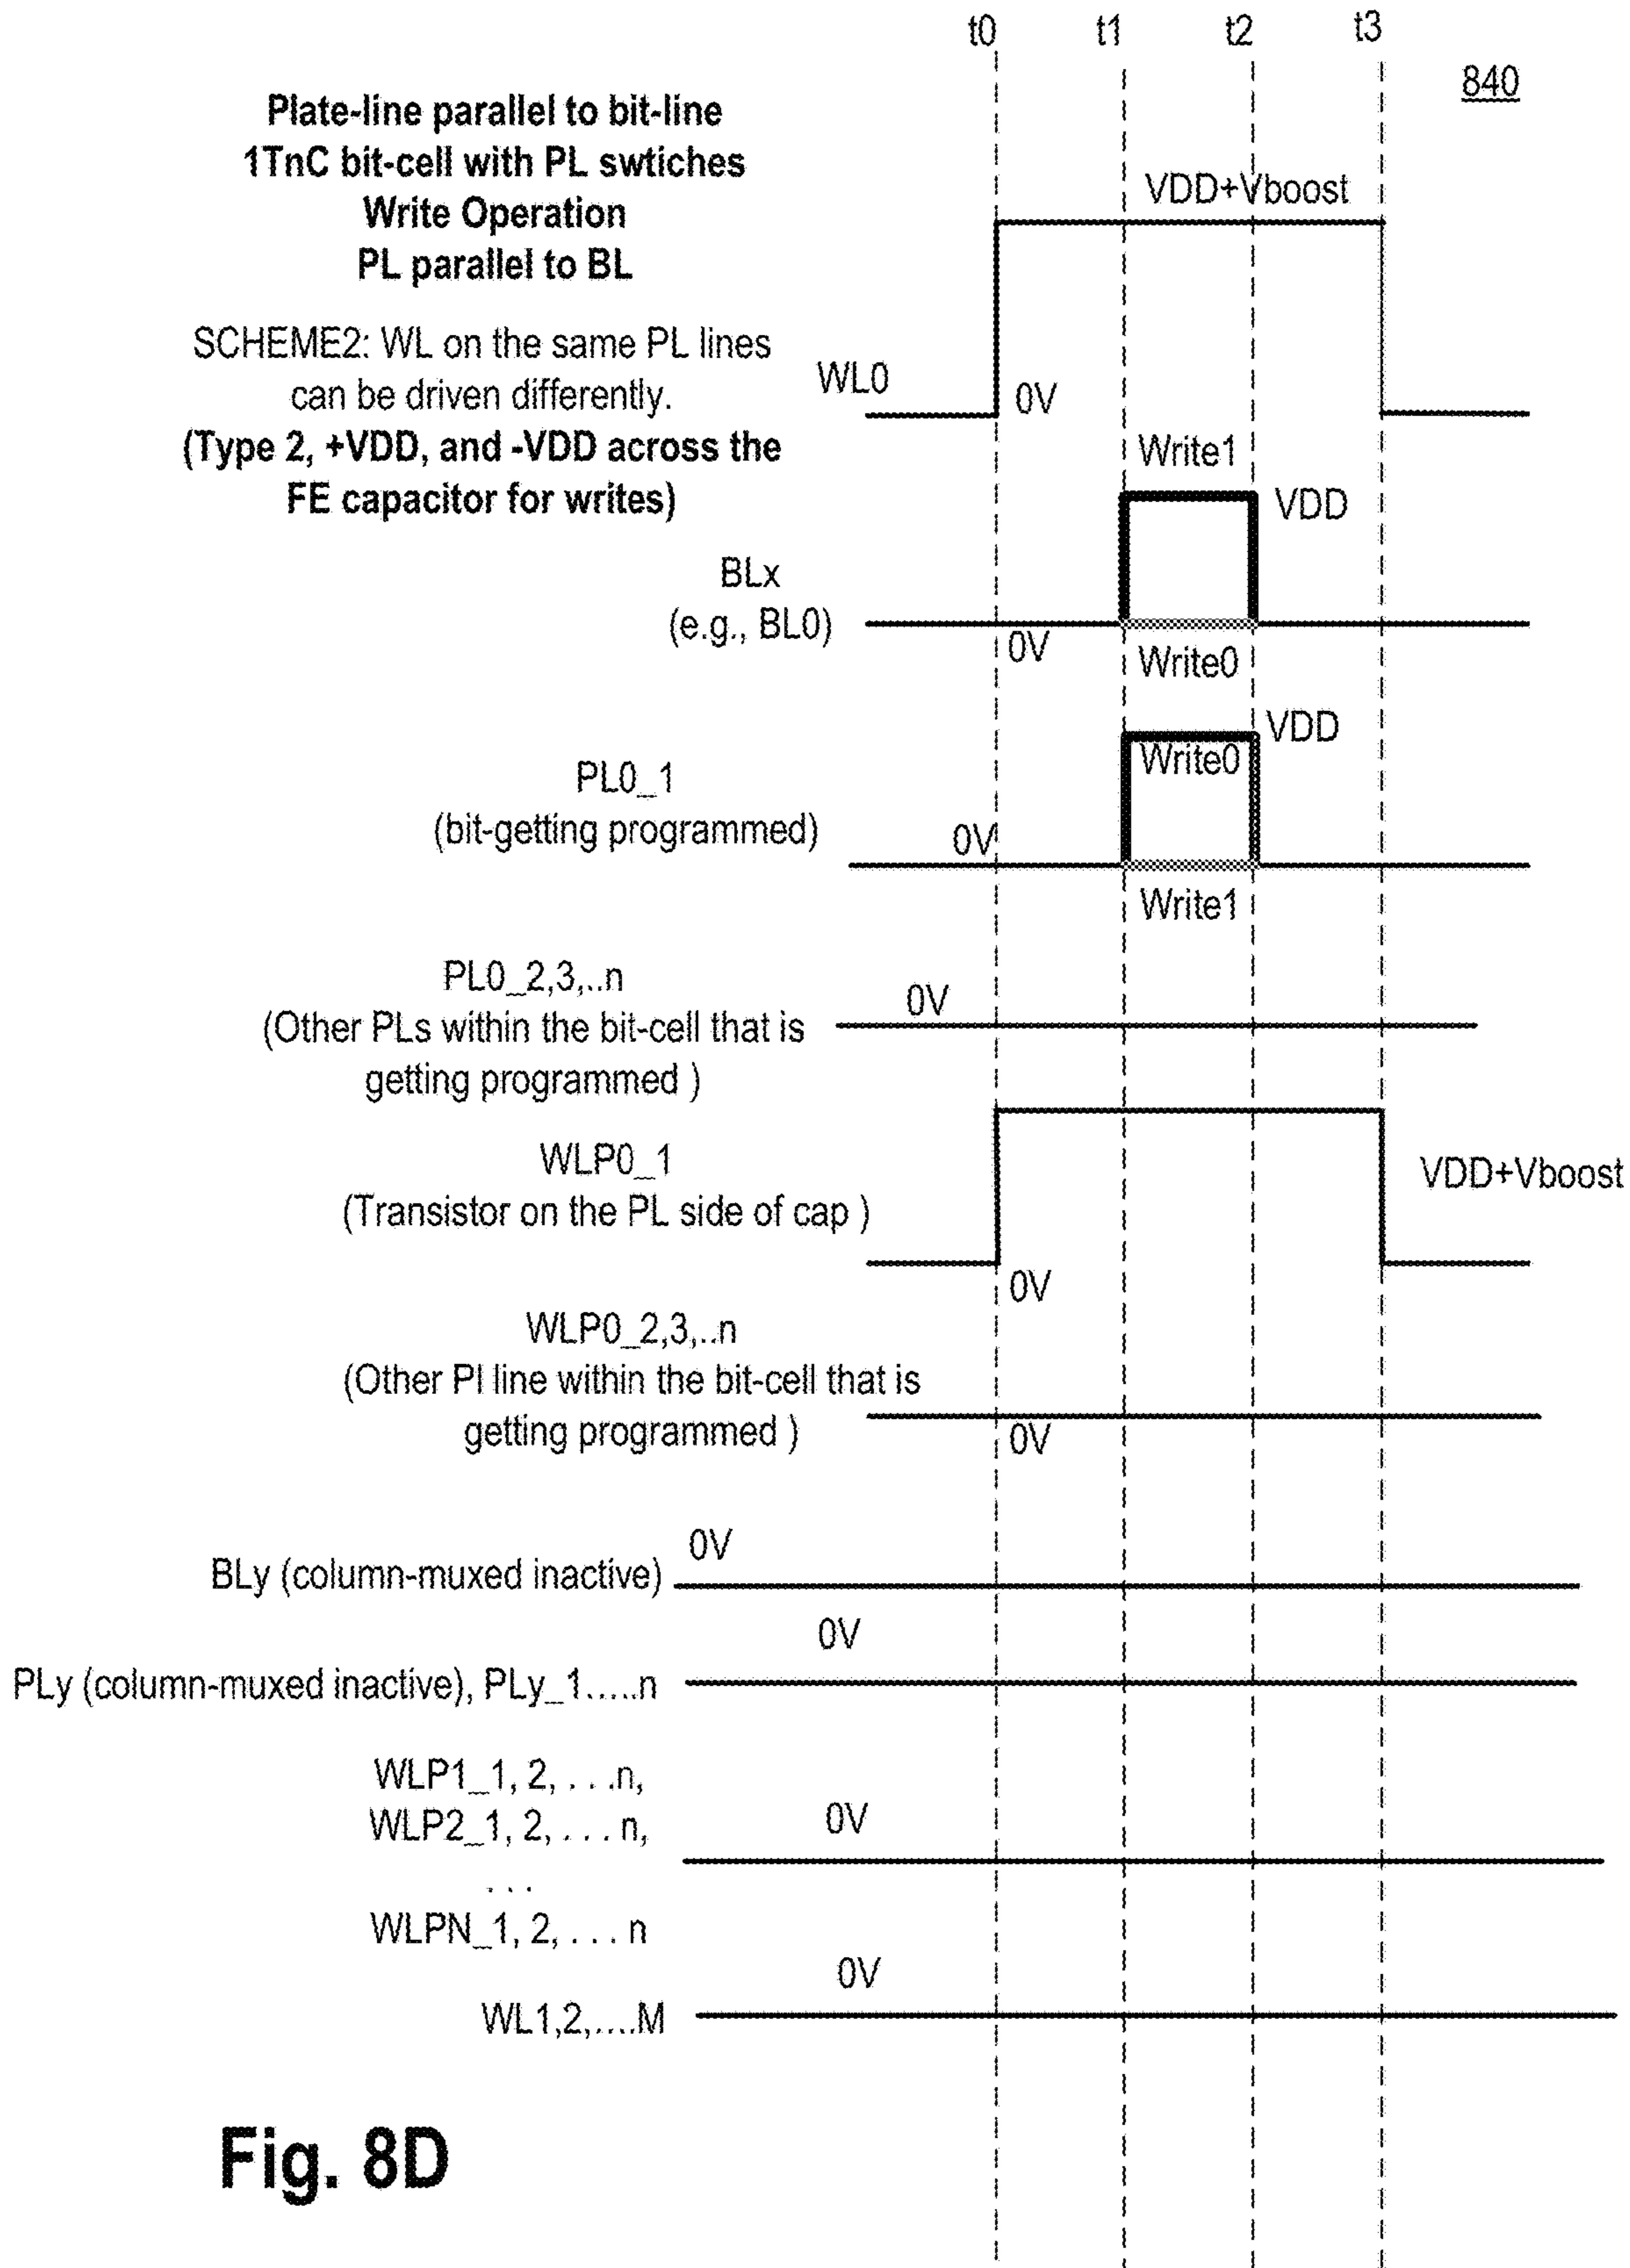 t0 t1 t2 t3
840
Plate-line parallel to bit-line
1TnC bit-cell with PL swtiches
Write Operation
PL parallel to BL
VDD+Vboost
SCHEME2: WL on the same PL lines
can be driven differently.
(Type 2, +VDD, and -VDD across the
FE capacitor for writes)
WL0
0V
Write1
VDD
BLx
(e.g., BL0)
0V
Write0
VDD
Write0
PL0_1
(bit-getting programmed)
0V
Write1
PL0_2,3,..n
(Other PLs within the bit-cell that is
getting programmed )
0V
WLP0_1
(Transistor on the PL side of cap )
VDD+Vboost
0V
WLP0_2,3,..n
(Other Pl line within the bit-cell that is
getting programmed )
0V
0V
BLy (column-muxed inactive)
0V
PLy (column-muxed inactive), PLy_1.....n
WLP1_1, 2, . . .n,
WLP2_1, 2, . . . n,
0V
. . .
WLPN_1, 2, . . . n
0V
WL1,2,....M
Fig. 8D